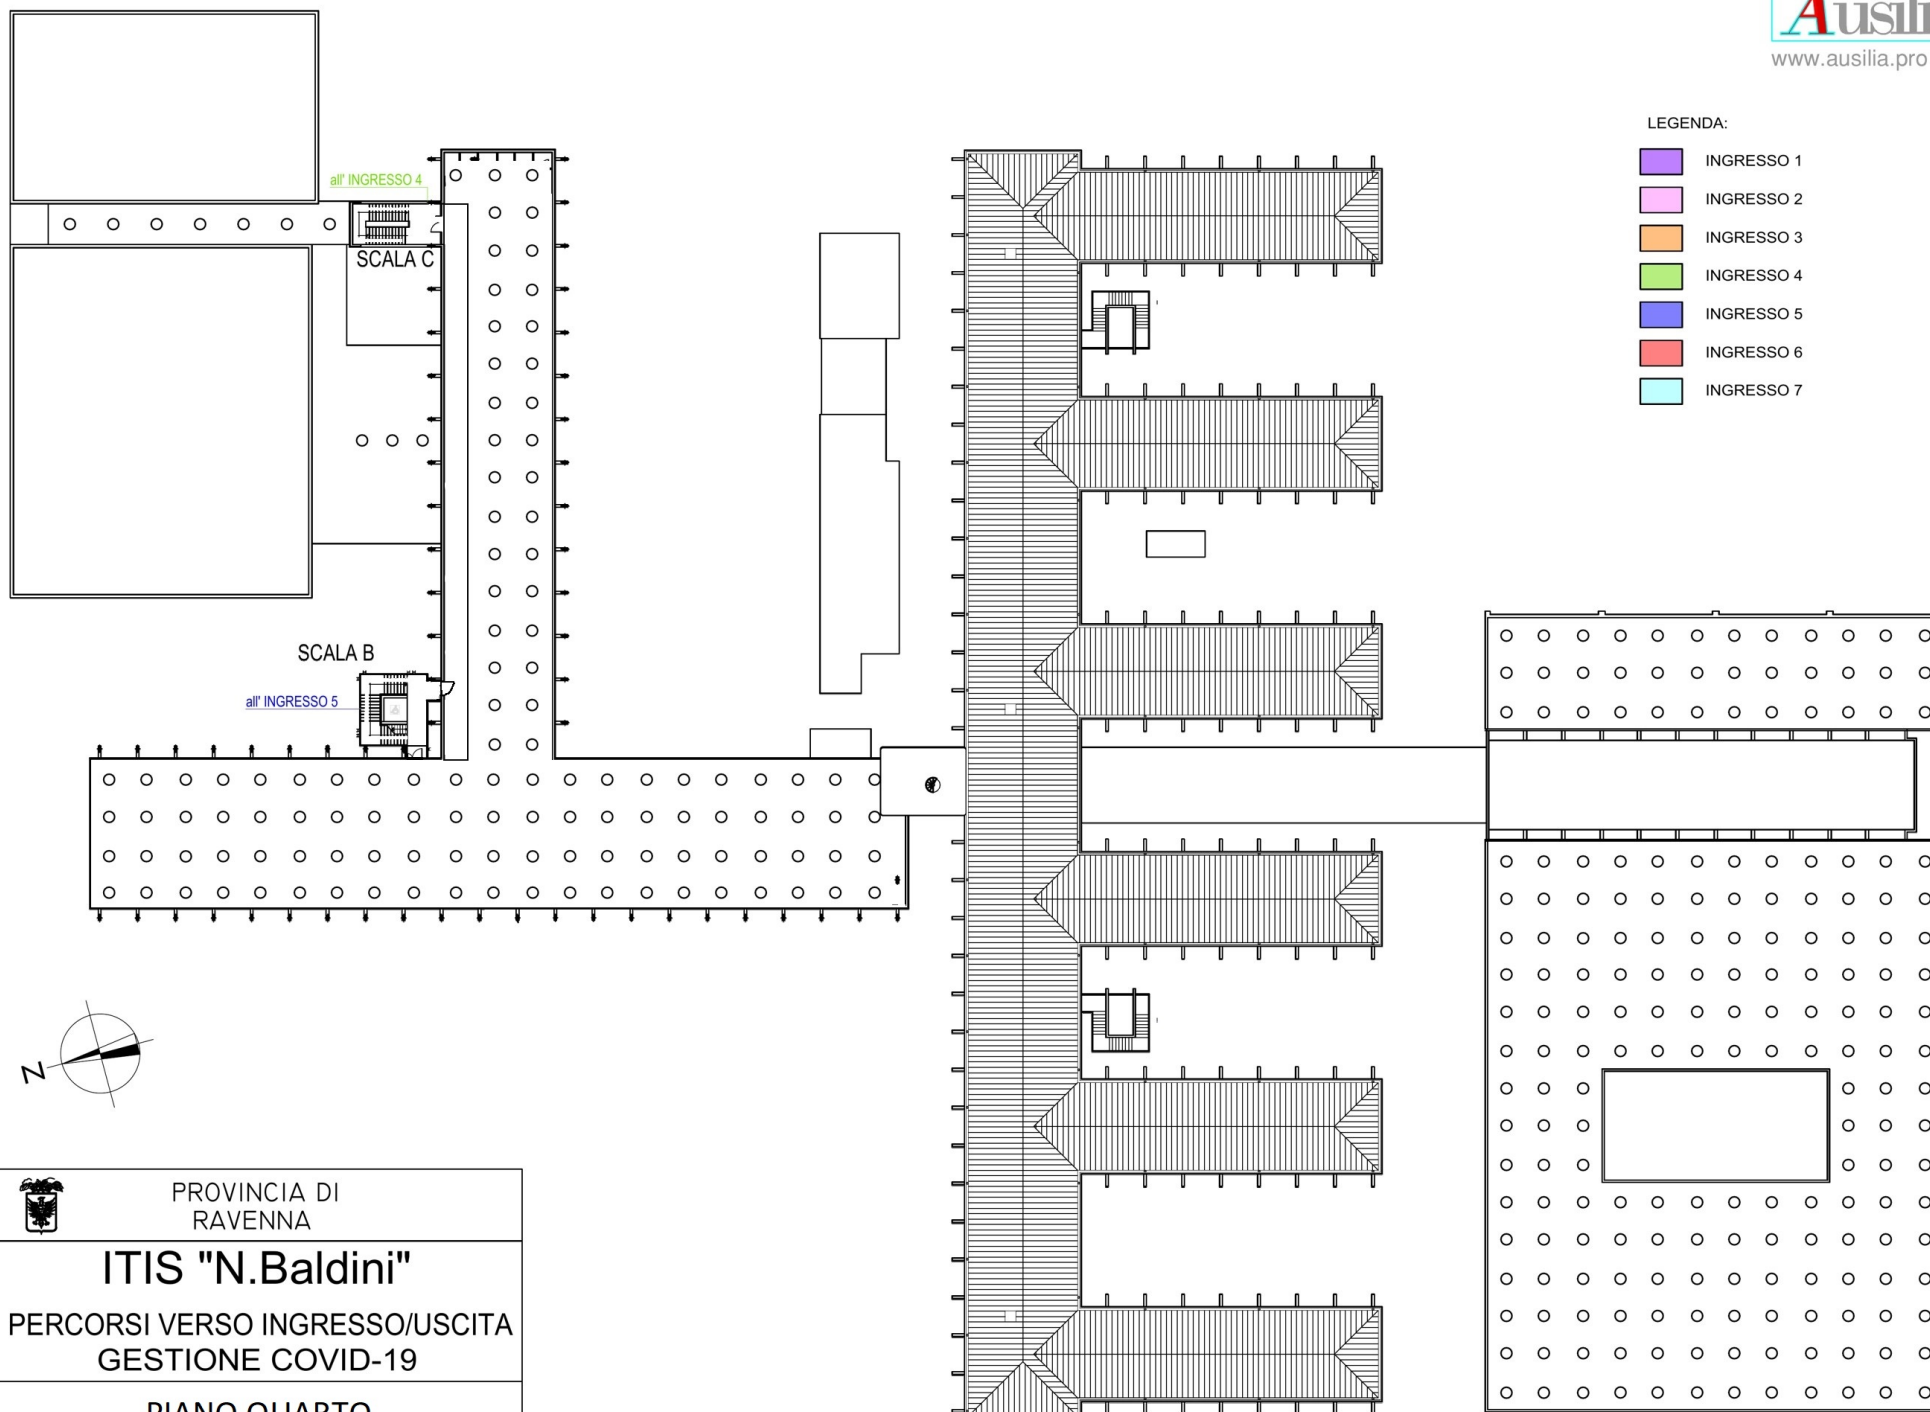 www.ausilia.pro
LEGENDA:
INGRESSO 1
INGRESSO 2
INGRESSO 3
INGRESSO 4
INGRESSO 5
INGRESSO 6
INGRESSO 7
all' INGRESSO 4
SCALA C
SCALA B
all' INGRESSO 5
N
PROVINCIA DI
RAVENNA
ITIS "N.Baldini"
PERCORSI VERSO INGRESSO/USCITA
GESTIONE COVID-19
PIANO QUARTO